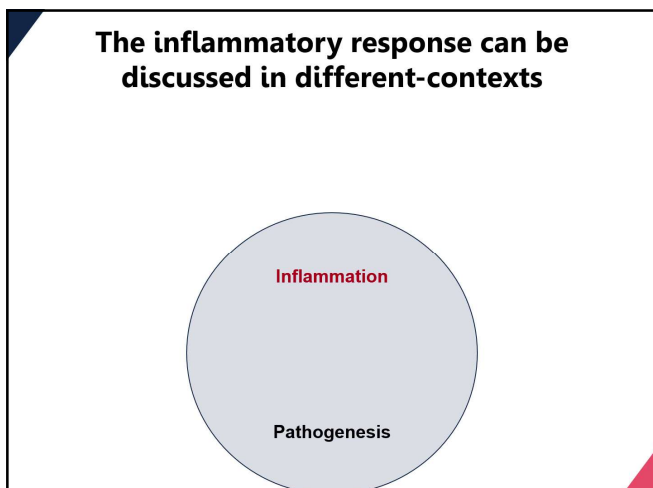 The inflammatory response can be
discussed in different-contexts
Inflammation
Pathogenesis